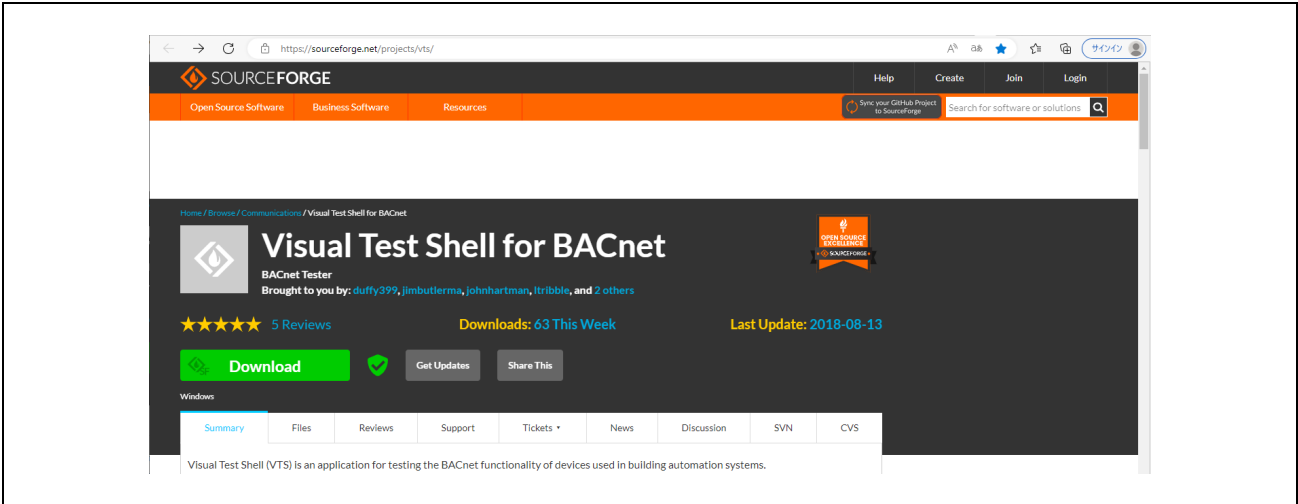 https://sourceforge.net/projects/vts/
サインイン
SOURCEFORGE
Help Create Join Login
Open Source Software Business Software Resources
Sync your GitHub Project
to SourceForge
Search for software or solutions
Home / Browse / Communications / Visual Test Shell for BACnet
Visual Test Shell for BACnet
OPEN SOURCE
EXCELLENCE
SOURCEFORGE
BACnet Tester
Brought to you by: duffy399, jimbutlerma, johnhartman, ltribble, and 2 others
5 Reviews Downloads: 63 This Week Last Update: 2018-08-13
Download Get Updates Share This
Windows
Summary Files Reviews Support Tickets News Discussion SVN CVS
Visual Test Shell (VTS) is an application for testing the BACnet functionality of devices used in building automation systems.